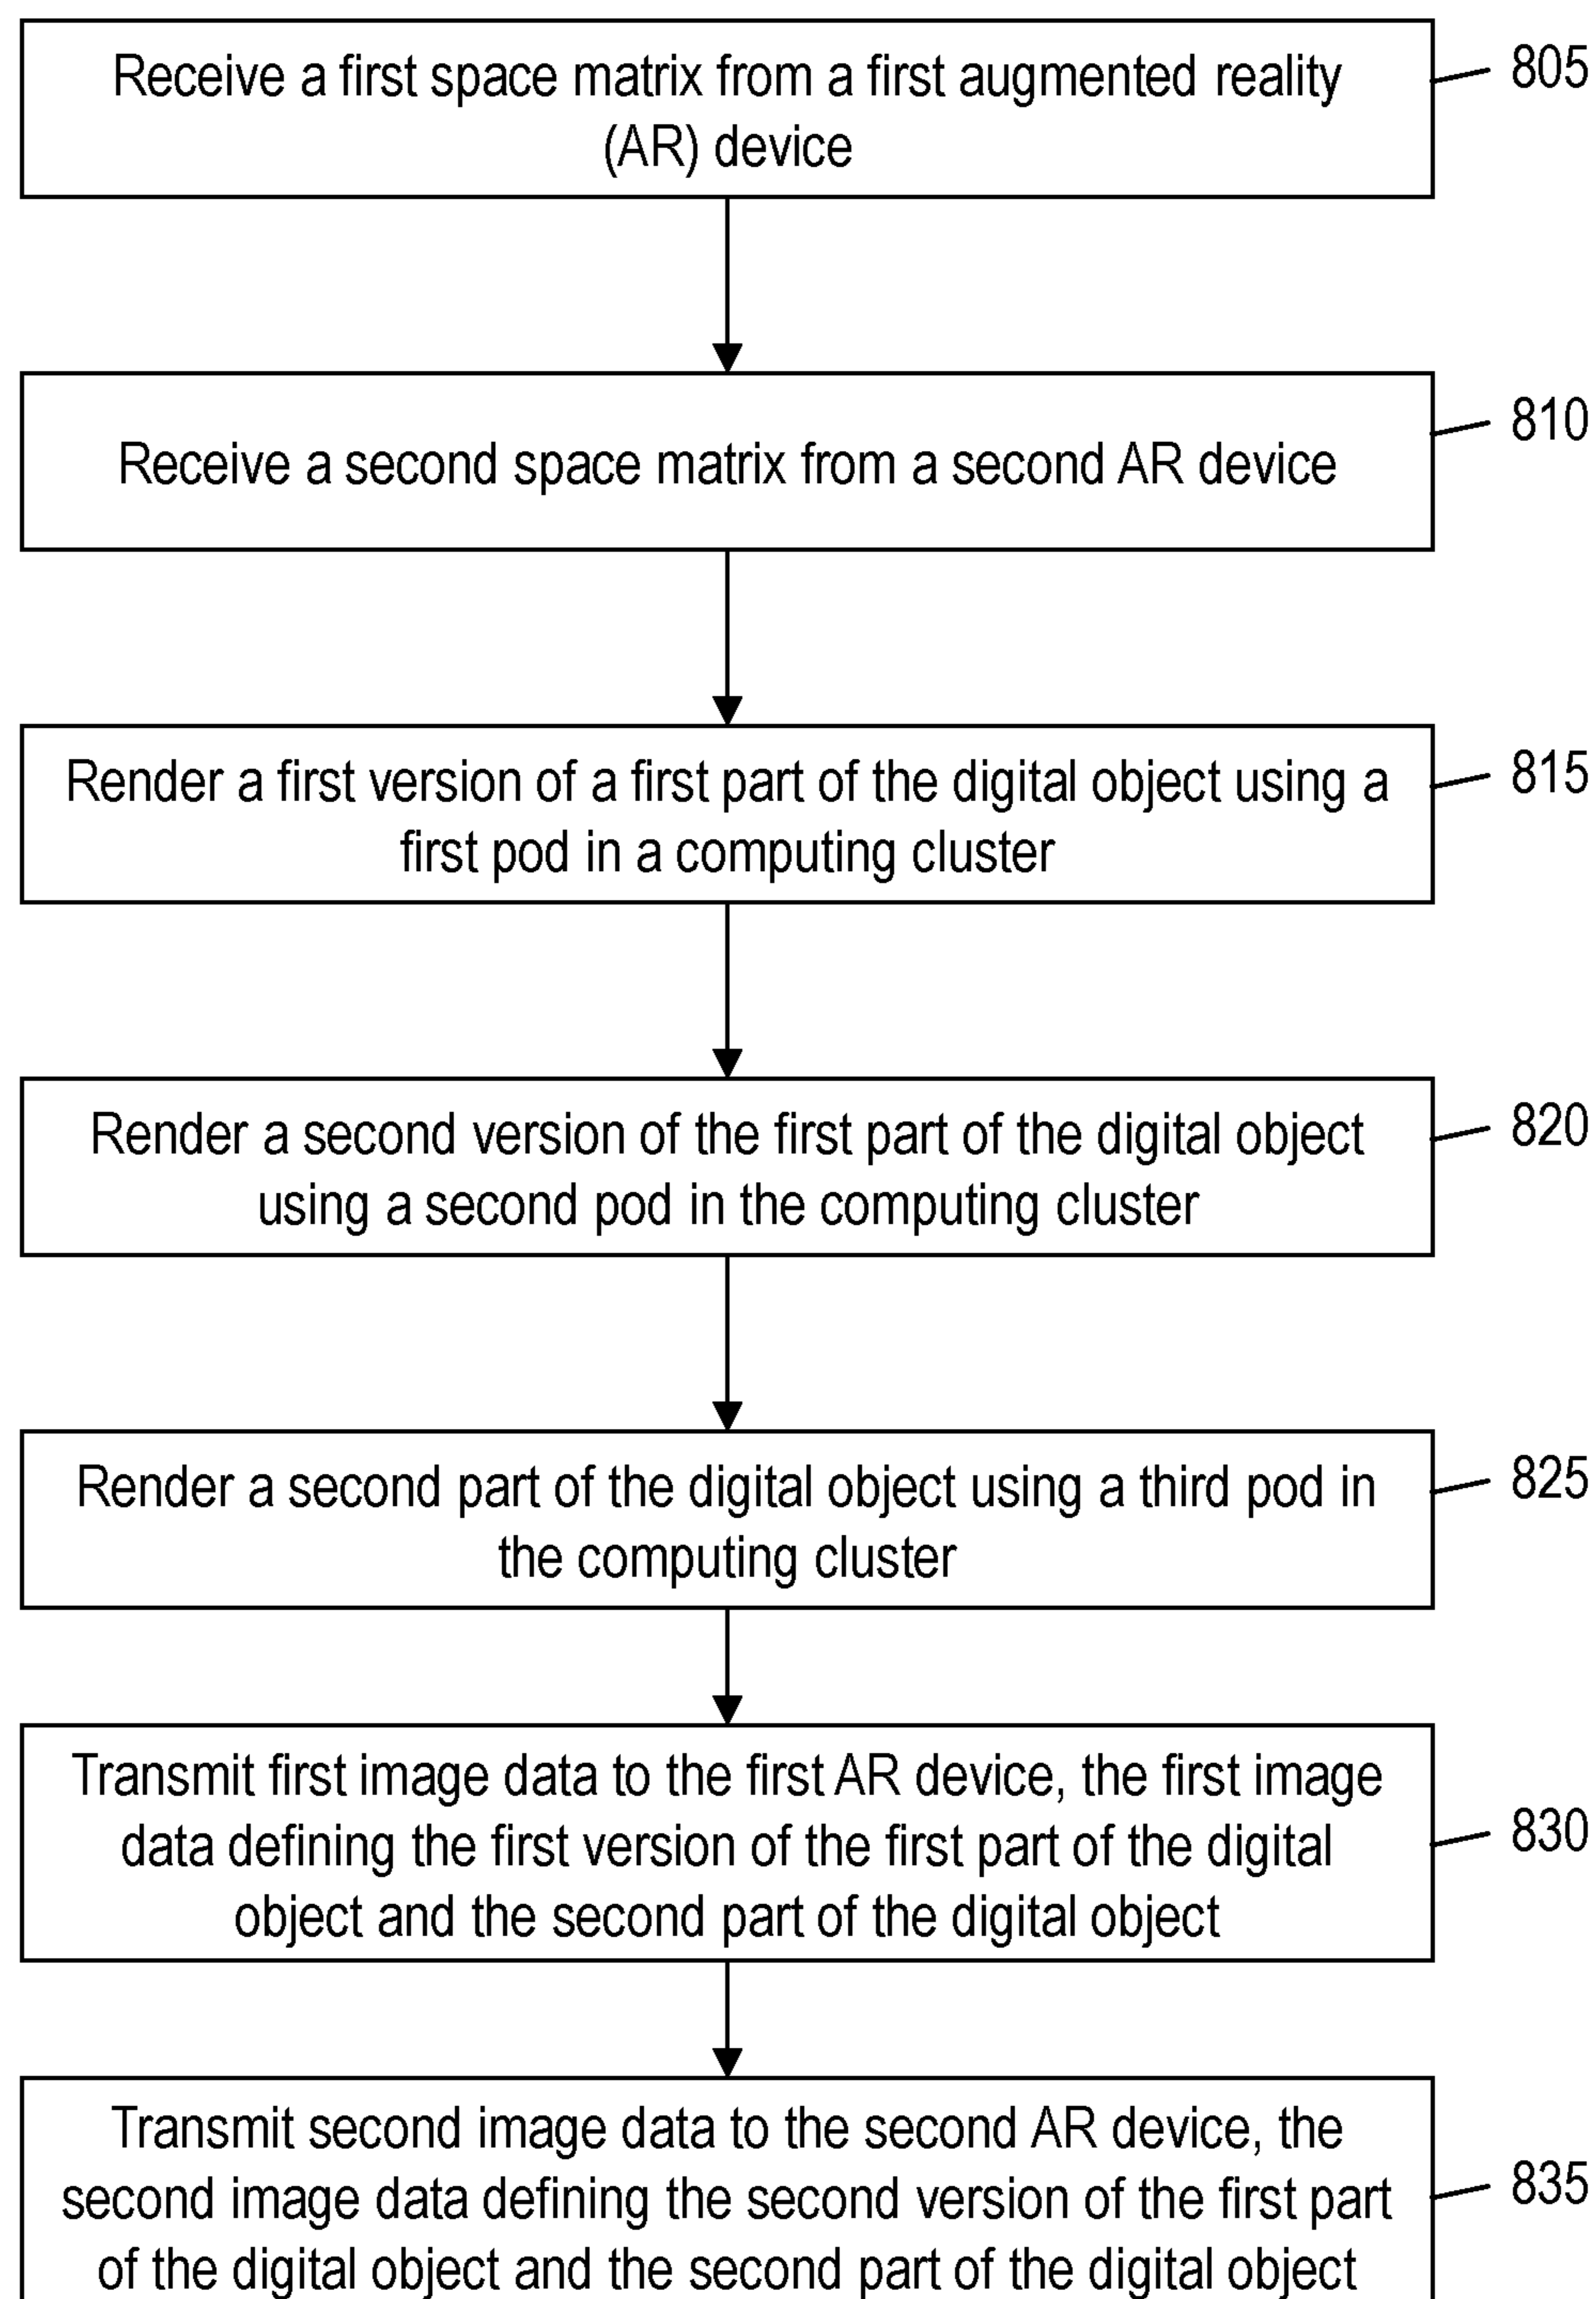 Receive a first space matrix from a first augmented reality
(AR) device
805
Receive a second space matrix from a second AR device
810
Render a first version of a first part of the digital object using a
first pod in a computing cluster
815
Render a second version of the first part of the digital object
using a second pod in the computing cluster
820
Render a second part of the digital object using a third pod in
the computing cluster
825
Transmit first image data to the first AR device, the first image
data defining the first version of the first part of the digital
object and the second part of the digital object
830
Transmit second image data to the second AR device, the
second image data defining the second version of the first part
of the digital object and the second part of the digital object
835